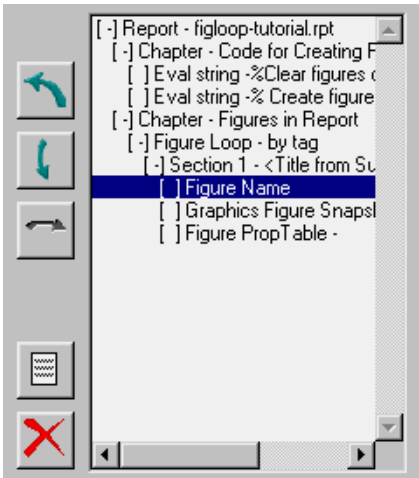 [-] Report - figloop-tutorial.rpt
[-] Chapter - Code for Creating F
[ ] Eval string -%Clear figures
[ ] Eval string -% Create figure
[-] Chapter - Figures in Report
[-] Figure Loop - by tag
[-] Section 1 - <Title from Su
[ ] Figure Name
[ ] Graphics Figure Snaps
[ ] Figure PropTable -